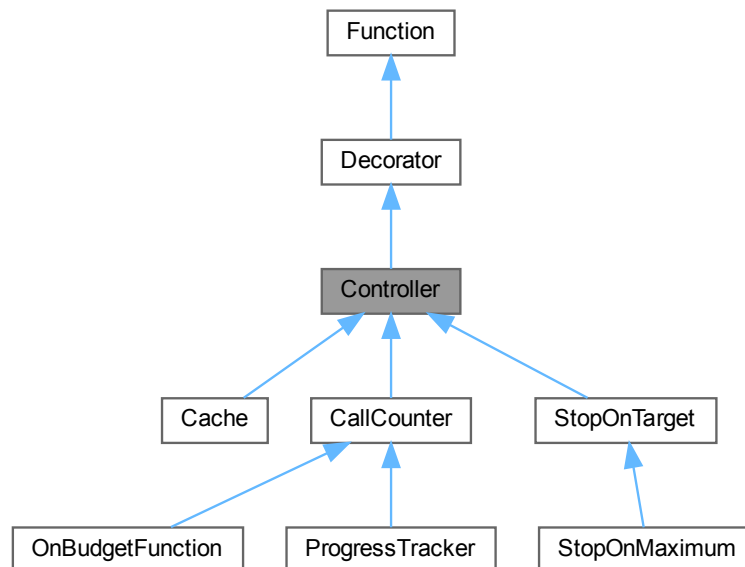 Function
Decorator
Controller
Cache
CallCounter
StopOnTarget
OnBudgetFunction
ProgressTracker
StopOnMaximum